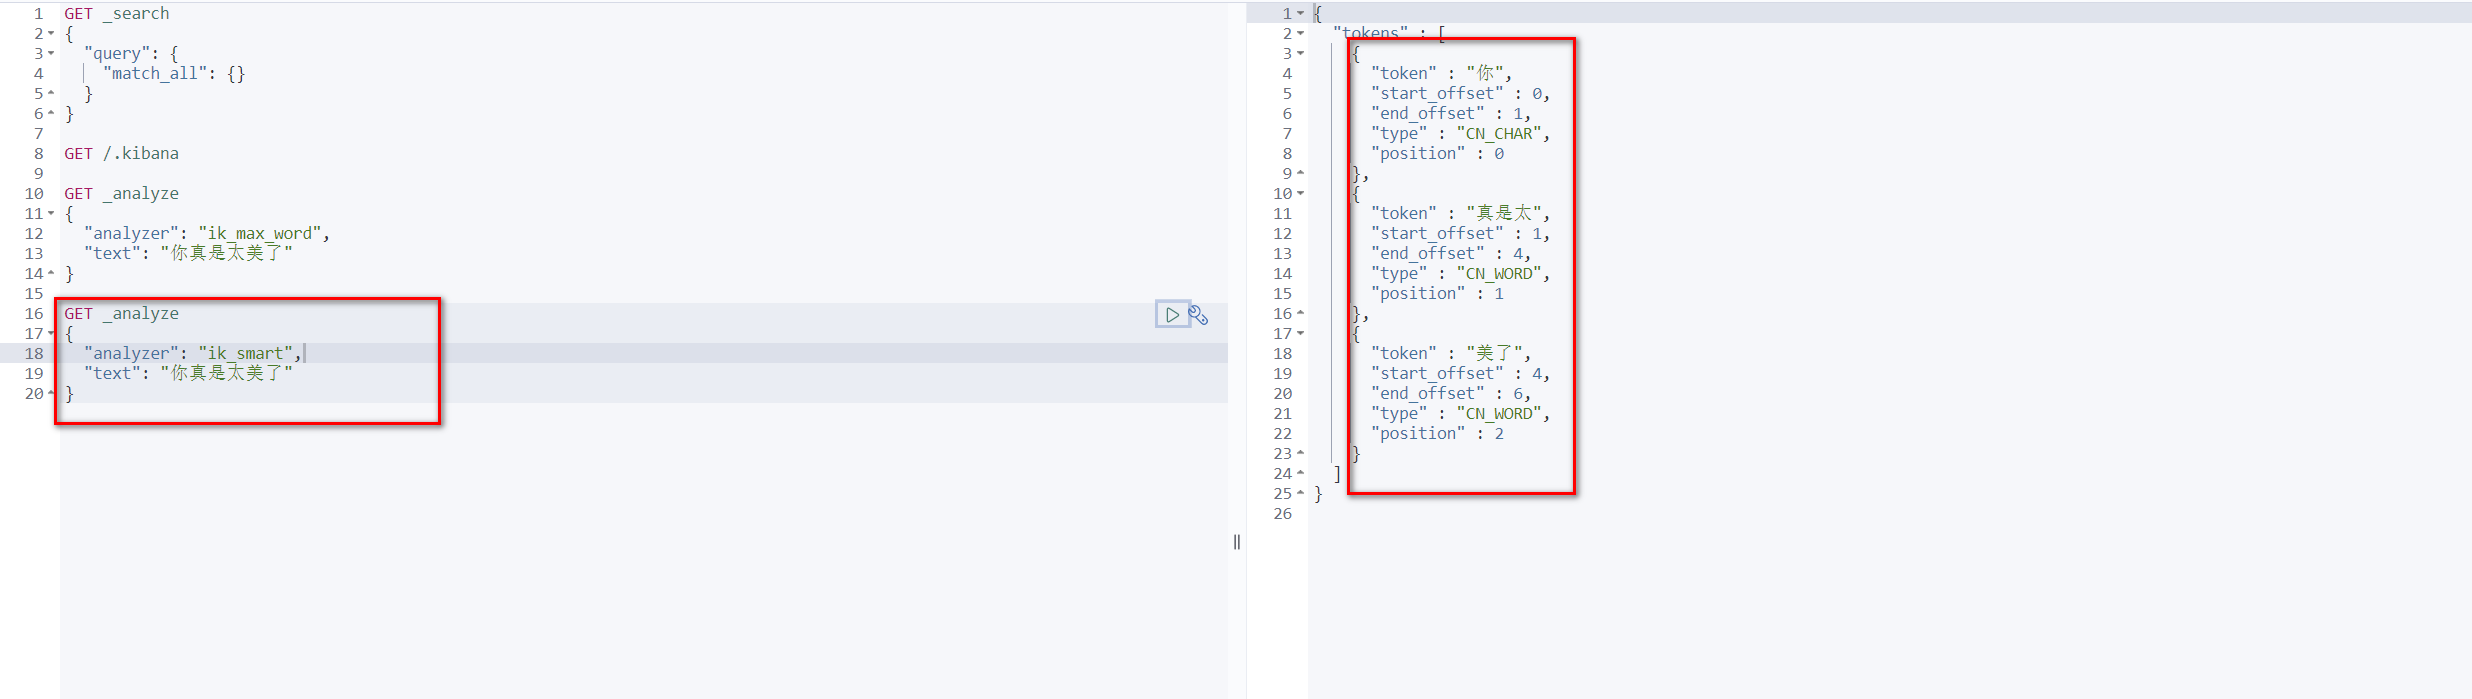 1 GET _search
2 {
3 "query": {
4 "match_all": {}
5 }
6 }
7
8 GET /.kibana
9
10 GET _analyze
11 {
12 "analyzer": "ik_max_word",
13 "text": "你真是太美了"
14 }
15
16 GET _analyze
17 {
18 "analyzer": "ik_smart",
19 "text": "你真是太美了"
20 }
1 {
2 "tokens" : [
3 {
4 "token" : "你",
5 "start_offset" : 0,
6 "end_offset" : 1,
7 "type" : "CN_CHAR",
8 "position" : 0
9 },
10 {
11 "token" : "真是太",
12 "start_offset" : 1,
13 "end_offset" : 4,
14 "type" : "CN_WORD",
15 "position" : 1
16 },
17 {
18 "token" : "美了",
19 "start_offset" : 4,
20 "end_offset" : 6,
21 "type" : "CN_WORD",
22 "position" : 2
23 }
24 ]
25 }
26